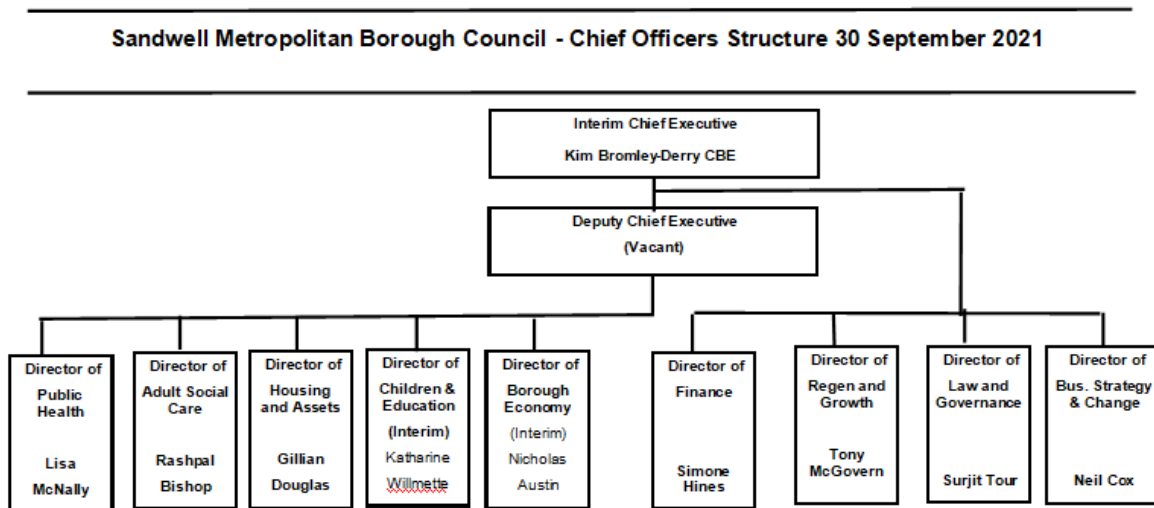 Sandwell Metropolitan Borough Council - Chief Officers Structure 30 September 2021
Interim Chief Executive
Kim Bromley-Derry CBE
Deputy Chief Executive
(Vacant)
Director of
Public
Health
Lisa
McNally
Director of
Adult Social
Care
Rashpal
Bishop
Director of
Housing
and Assets
Gillian
Douglas
Director of
Children &
Education
(Interim)
Katharine
Willmette
Director of
Borough
Economy
(Interim)
Nicholas
Austin
Director of
Finance
Simone
Hines
Director of
Regen and
Growth
Tony
McGovern
Director of
Law and
Governance
Surjit Tour
Director of
Bus. Strategy
& Change
Neil Cox